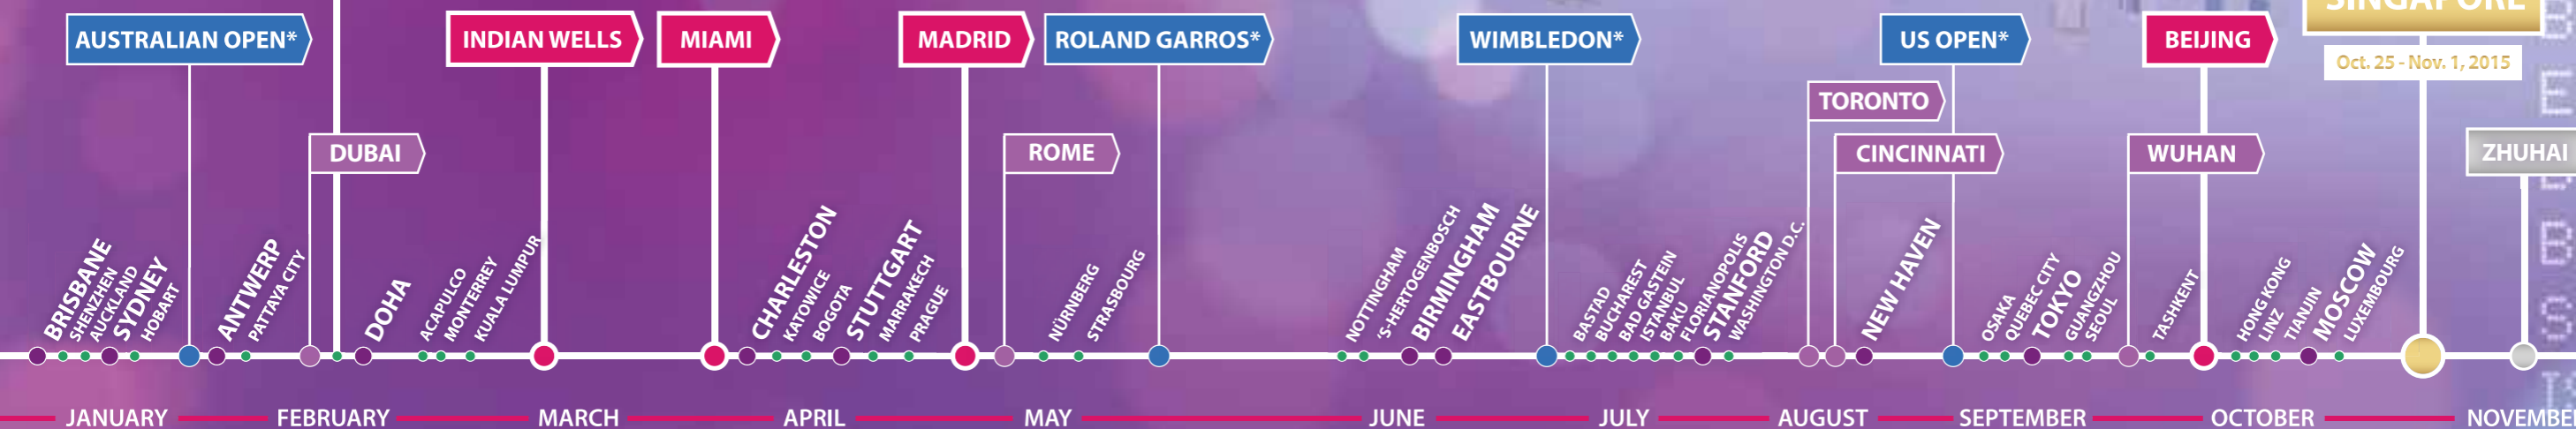 AUSTRALIAN OPEN*
INDIAN WELLS
MIAMI
MADRID
ROLAND GARROS*
WIMBLEDON*
US OPEN*
BEIJING
SINGAPORE
Oct. 25 - Nov. 1, 2015
TORONTO
DUBAI
ROME
CINCINNATI
WUHAN
ZHUHAI
BRISBANE
SHENZHEN
AUCKLAND
SYDNEY
HOBART
ANTWERP
PATTAYA CITY
DOHA
ACAPULCO
MONTERREY
KUALA LUMPUR
CHARLESTON
KATOWICE
BOGOTA
STUTTGART
MARRAKECH
PRAGUE
NÜRNBERG
STRASBOURG
NOTTINGHAM
'S-HERTOGENBOSCH
BIRMINGHAM
EASTBOURNE
BASTAD
BUCHAREST
BAD GASTEIN
ISTANBUL
BAKU
FLORIANOPOLIS
STANFORD
WASHINGTON D.C.
NEW HAVEN
OSAKA
QUEBEC CITY
TOKYO
GUANGZHOU
SEOUL
TASHKENT
HONG KONG
LINZ
TIANJIN
MOSCOW
LUXEMBOURG
JANUARY
FEBRUARY
MARCH
APRIL
MAY
JUNE
JULY
AUGUST
SEPTEMBER
OCTOBER
NOVEMBE